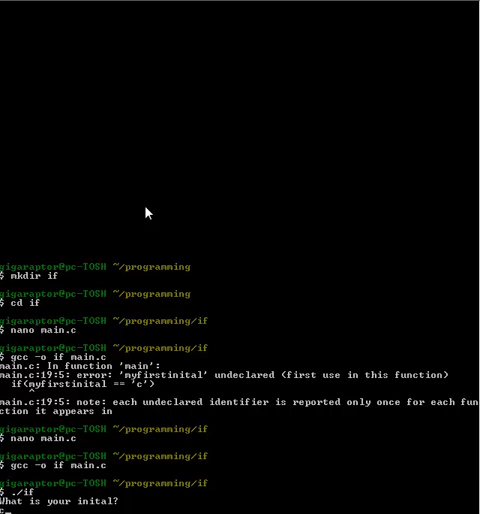 gigaraptor@pc-TOSH ~/programming
$ mkdir if
gigaraptor@pc-TOSH ~/programming
$ cd if
gigaraptor@pc-TOSH ~/programming/if
$ nano main.c
gigaraptor@pc-TOSH ~/programming/if
$ gcc -o if main.c
main.c: In function 'main':
main.c:19:5: error: 'myfirstinital' undeclared (first use in this function)
if(myfirstinital == 'c')
^
main.c:19:5: note: each undeclared identifier is reported only once for each fun
ction it appears in
gigaraptor@pc-TOSH ~/programming/if
$ nano main.c
gigaraptor@pc-TOSH ~/programming/if
$ gcc -o if main.c
gigaraptor@pc-TOSH ~/programming/if
$ ./if
What is your inital?
c